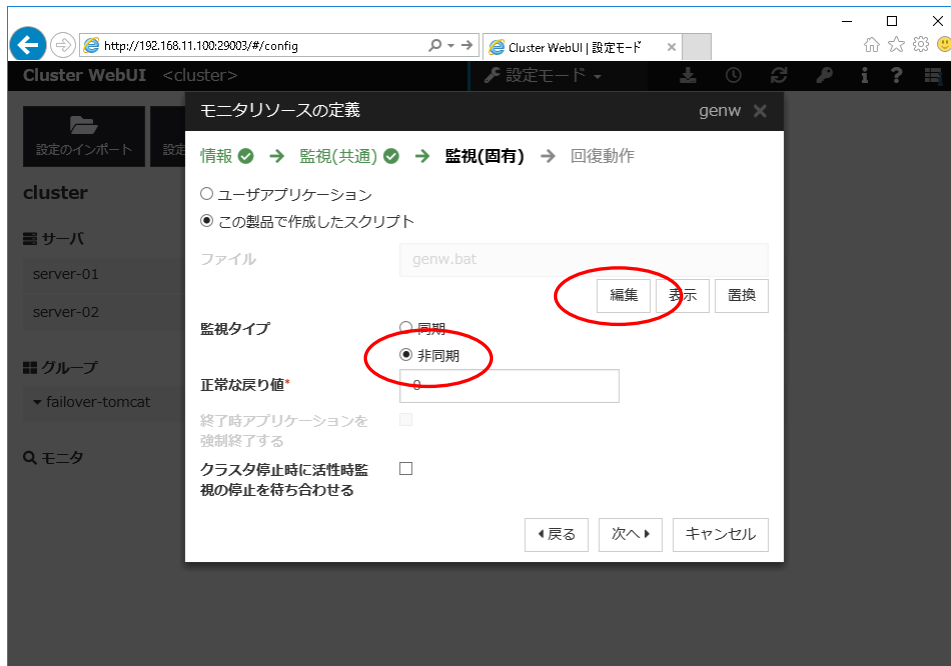 http://192.168.11.100:29003/#/config
Cluster WebUI | 設定モード
Cluster WebUI <cluster>
設定モード
設定のインポート
設定
cluster
サーバ
server-01
server-02
グループ
failover-tomcat
モニタ
モニタリソースの定義
genw
情報
監視(共通)
監視(固有)
回復動作
ユーザアプリケーション
この製品で作成したスクリプト
ファイル
genw.bat
編集
表示
置換
監視タイプ
同期
非同期
正常な戻り値*
0
終了時アプリケーションを
強制終了する
クラスタ停止時に活性時監
視の停止を待ち合わせる
戻る
次へ
キャンセル